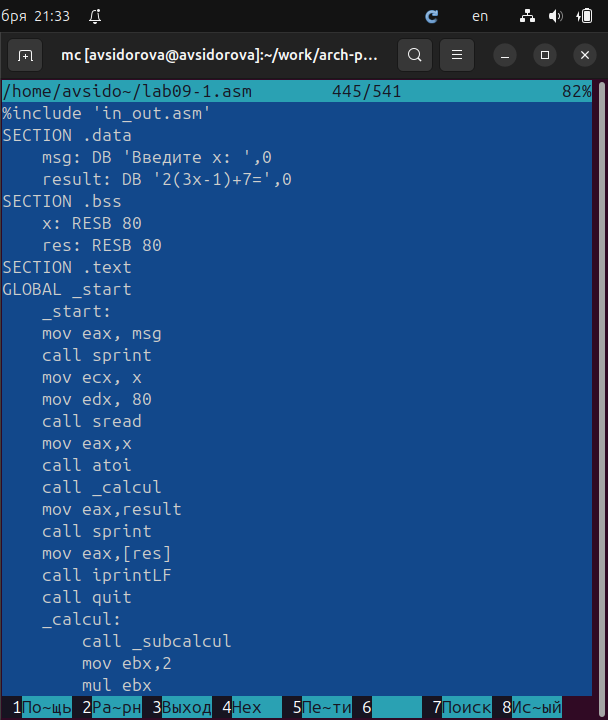 бря 21:33 en
mc [avsidorova@avsidorova]:~/work/arch-p...
/home/avsido~/lab09-1.asm 445/541 82%
%include 'in_out.asm'
SECTION .data
msg: DB 'Введите x: ',0
result: DB '2(3x-1)+7=',0
SECTION .bss
x: RESB 80
res: RESB 80
SECTION .text
GLOBAL _start
_start:
mov eax, msg
call sprint
mov ecx, x
mov edx, 80
call sread
mov eax,x
call atoi
call _calcul
mov eax,result
call sprint
mov eax,[res]
call iprintLF
call quit
_calcul:
call _subcalcul
mov ebx,2
mul ebx
1По~щь 2Ра~рн 3Выход 4Hex 5Пе~ти 6 7Поиск 8Ис~ый